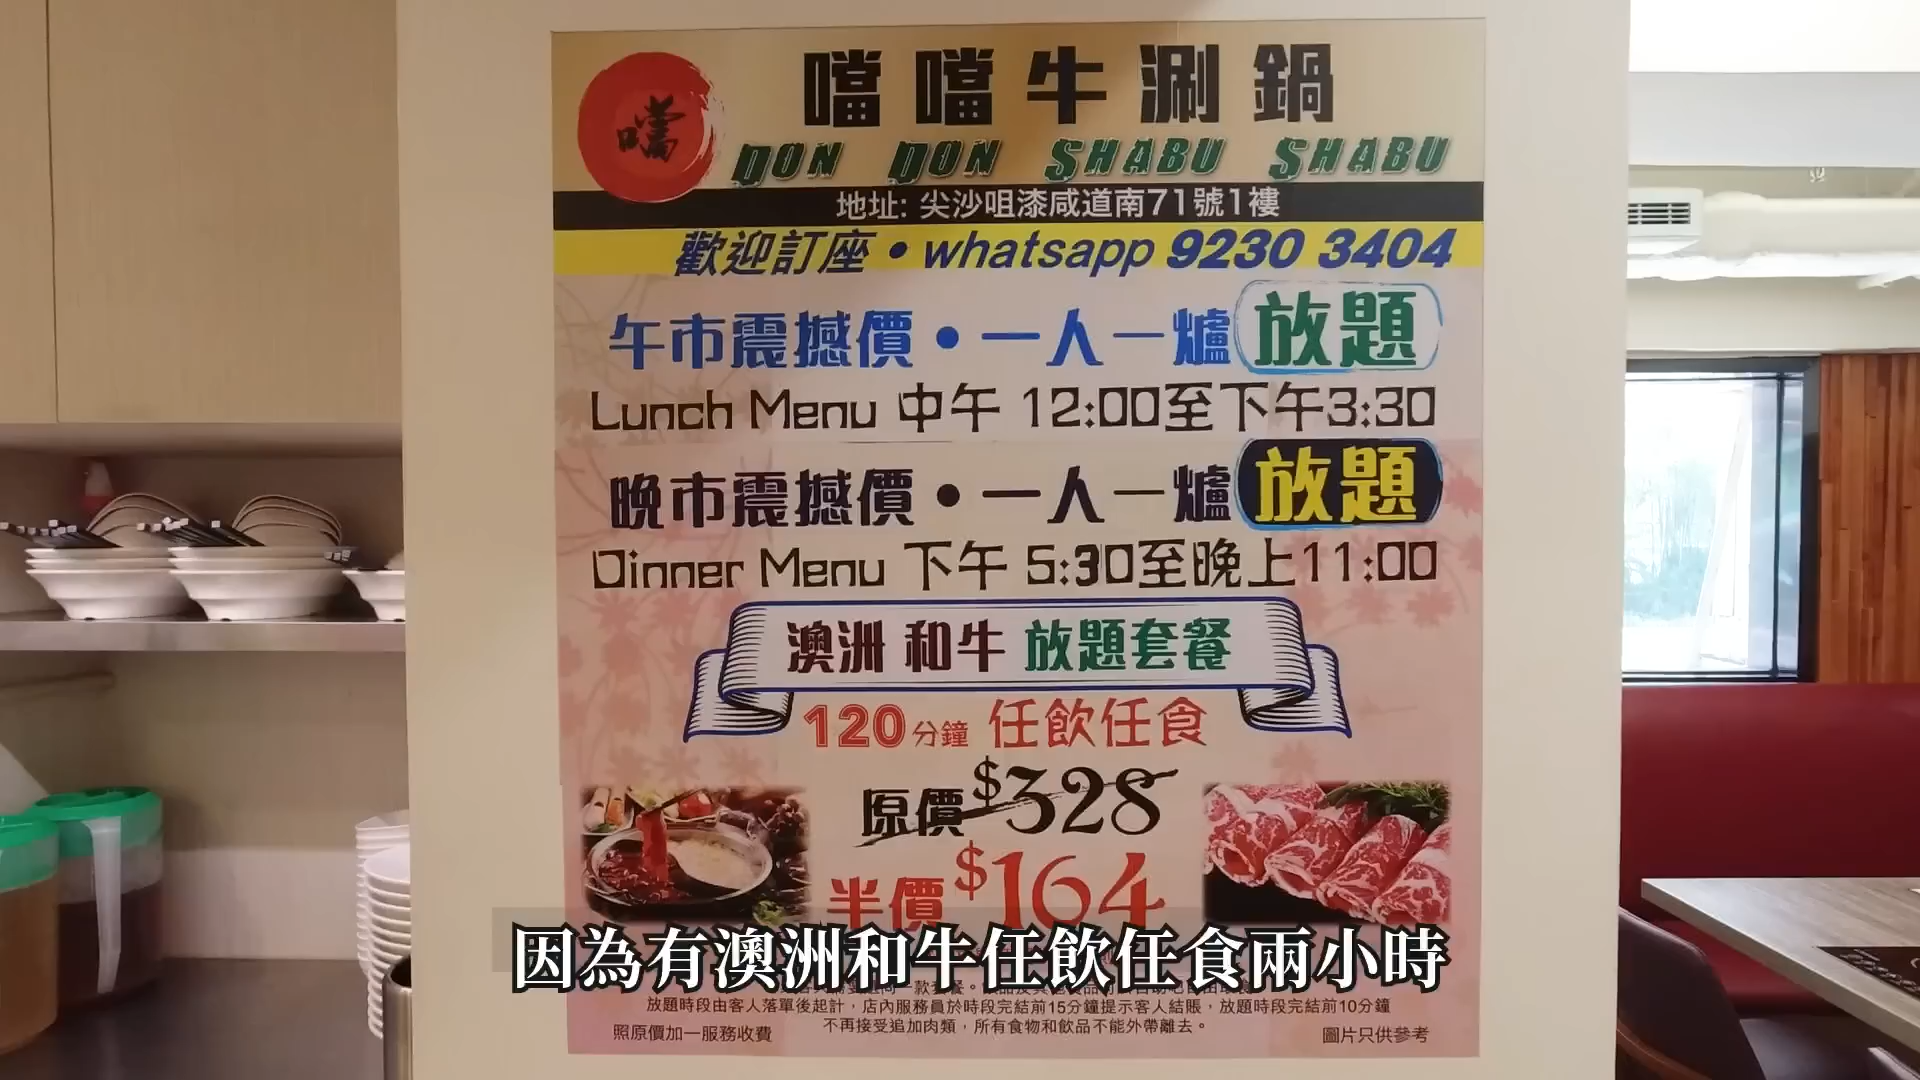 噹
噹噹牛涮鍋
DON DON SHABU SHABU
地址: 尖沙咀漆咸道南71號1樓
歡迎訂座•whatsapp 9230 3404
午市震撼價•一人一爐 放題
Lunch Menu 中午 12:00至下午3:30
晚市震撼價•一人一爐 放題
Dinner Menu 下午 5:30至晚上11:00
澳洲 和牛 放題套餐
120分鐘 任飲任食
原價$328
半價$164
因為有澳洲和牛任飲任食兩小時
放題時段由客人落單後起計，店內服務員於時段完結前15分鐘提示客人結賬，放題時段完結前10分鐘
不再接受追加肉類，所有食物和飲品不能外帶離去。
照原價加一服務收費
圖片只供參考